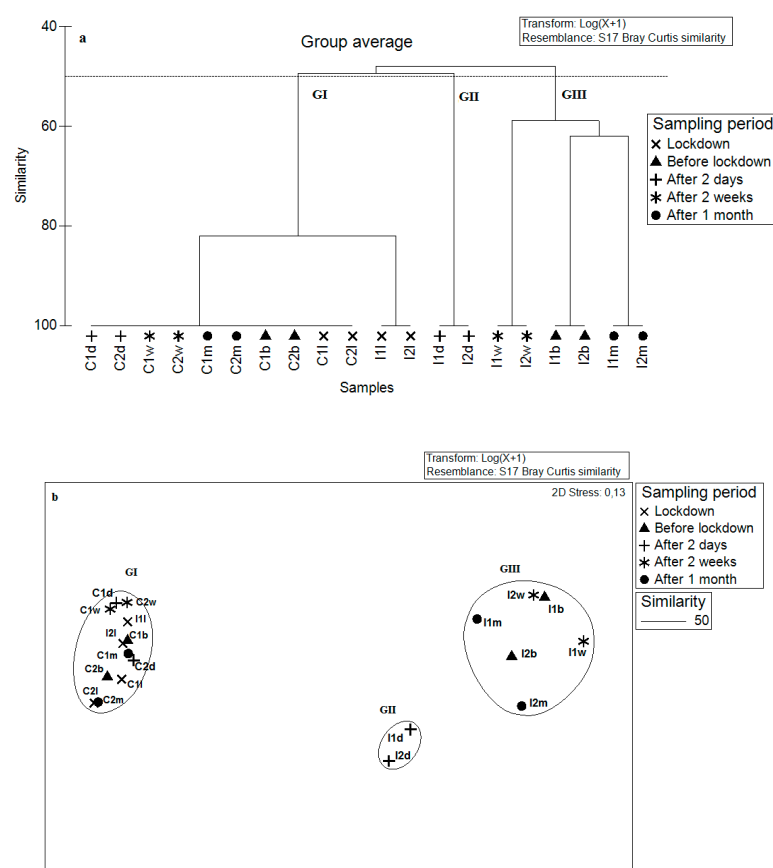 40
a
Group average
Transform: Log(X+1)
Resemblance: S17 Bray Curtis similarity
GI
GII
GIII
60
80
100
Similarity
Sampling period
Lockdown
Before lockdown
After 2 days
After 2 weeks
After 1 month
C1d
C2d
C1w
C2w
C1m
C2m
C1b
C2b
C1l
C2l
I1l
I2l
I1d
I2d
I1w
I2w
I1b
I2b
I1m
I2m
Samples
Transform: Log(X+1)
Resemblance: S17 Bray Curtis similarity
b
2D Stress: 0,13
GI
C1d
C2w
C1w
I1l
I2l
C1b
C1m
C2d
C2b
C1l
C2l
C2m
GII
I1d
I2d
GIII
I2w
I1b
I1m
I1w
I2b
I2m
Sampling period
Lockdown
Before lockdown
After 2 days
After 2 weeks
After 1 month
Similarity
50